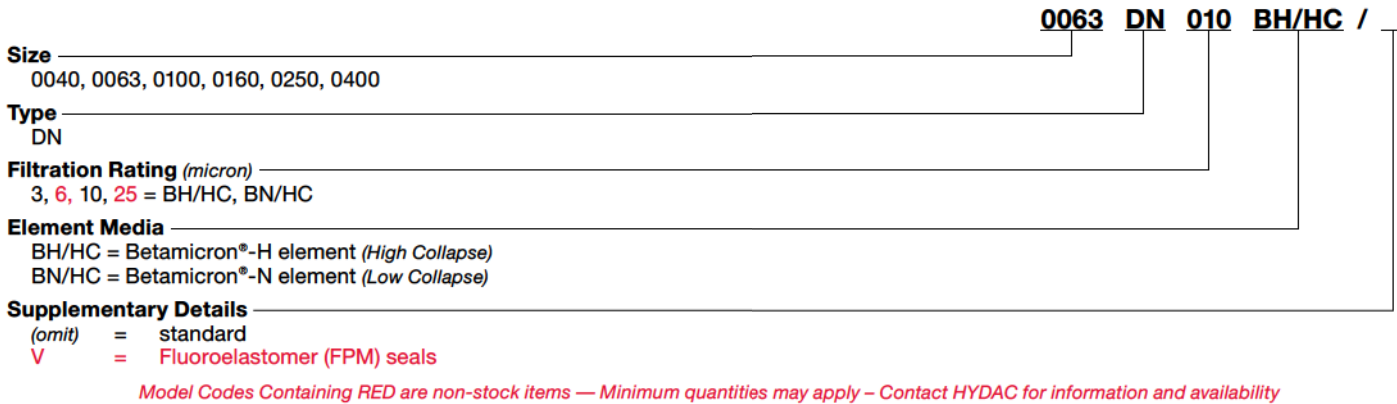 0063 DN 010 BH/HC / _
Size
0040, 0063, 0100, 0160, 0250, 0400
Type
DN
Filtration Rating (micron)
3, 6, 10, 25 = BH/HC, BN/HC
Element Media
BH/HC = Betamicron®-H element (High Collapse)
BN/HC = Betamicron®-N element (Low Collapse)
Supplementary Details
(omit) = standard
V = Fluoroelastomer (FPM) seals
Model Codes Containing RED are non-stock items — Minimum quantities may apply – Contact HYDAC for information and availability